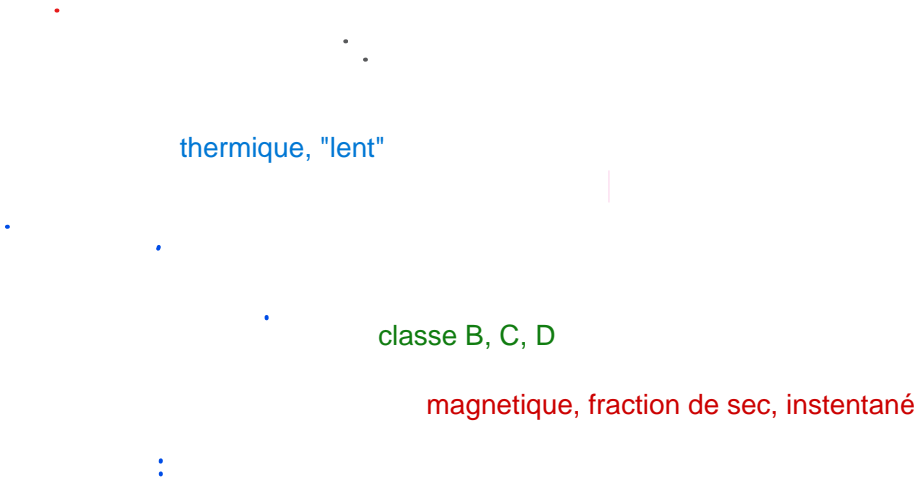 thermique, "lent"
classe B, C, D
magnetique, fraction de sec, instentané